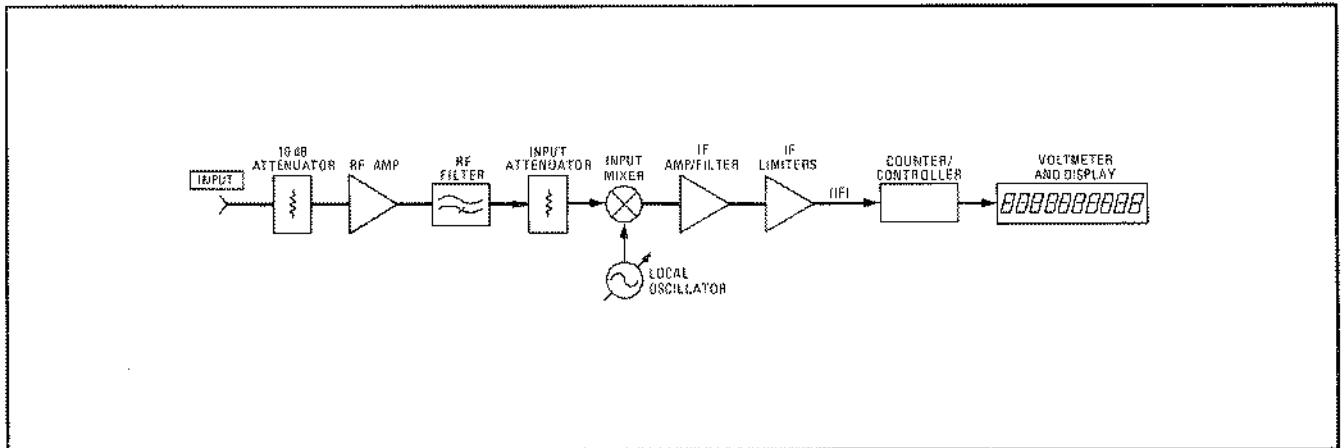 INPUT
10 dB
ATTENUATOR
RF AMP
RF
FILTER
INPUT
ATTENUATOR
INPUT
MIXER
LOCAL
OSCILLATOR
IF
AMP/FILTER
IF
LIMITERS
(IF)
COUNTER/
CONTROLLER
VOLTMETER
AND DISPLAY